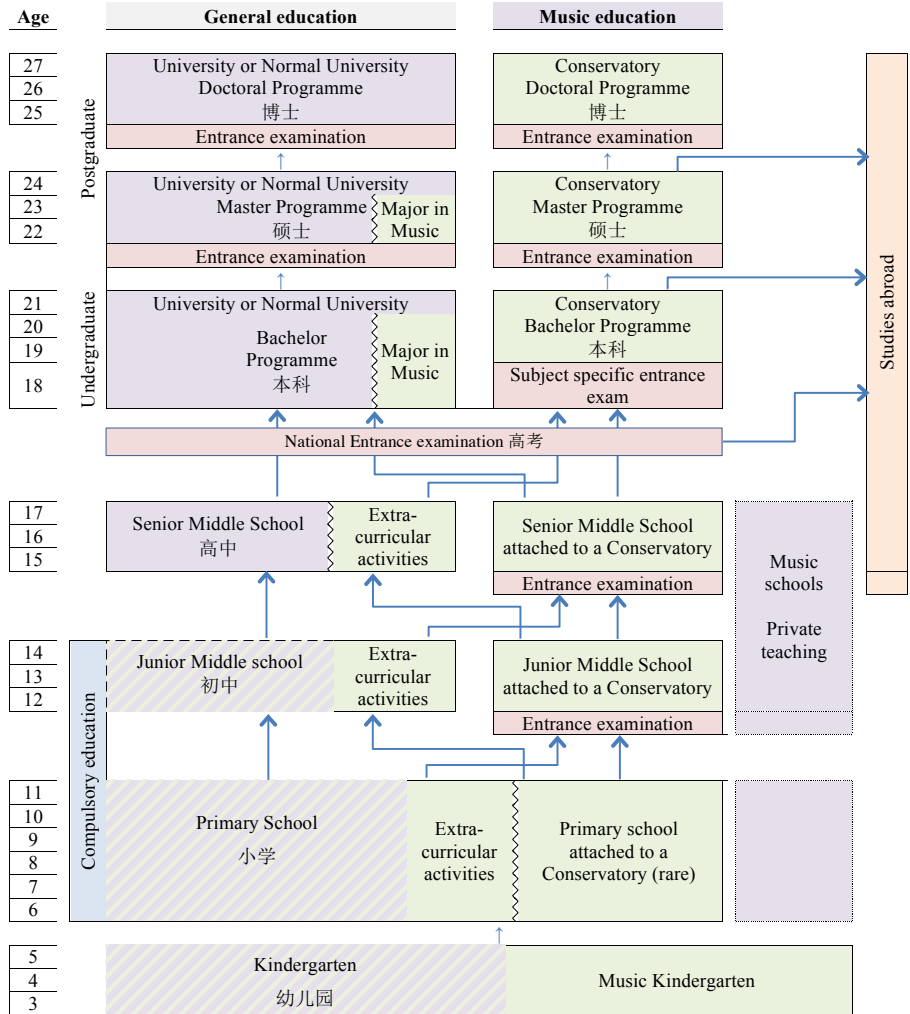 Age
General education
Music education
27
26
25
24
23
22
21
20
19
18
17
16
15
14
13
12
11
10
9
8
7
6
5
4
3
Postgraduate
Undergraduate
Compulsory education
University or Normal University
Doctoral Programme
博士
Entrance examination
Conservatory
Doctoral Programme
博士
Entrance examination
University or Normal University
Master Programme
硕士
Major in
Music
Entrance examination
Conservatory
Master Programme
硕士
Entrance examination
University or Normal University
Bachelor
Programme
本科
Major in
Music
Conservatory
Bachelor Programme
本科
Subject specific entrance
exam
National Entrance examination 高考
Studies abroad
Senior Middle School
高中
Extra-
curricular
activities
Senior Middle School
attached to a Conservatory
Entrance examination
Music
schools
Private
teaching
Junior Middle school
初中
Extra-
curricular
activities
Junior Middle School
attached to a Conservatory
Entrance examination
Primary School
小学
Extra-
curricular
activities
Primary school
attached to a
Conservatory (rare)
Kindergarten
幼儿园
Music Kindergarten